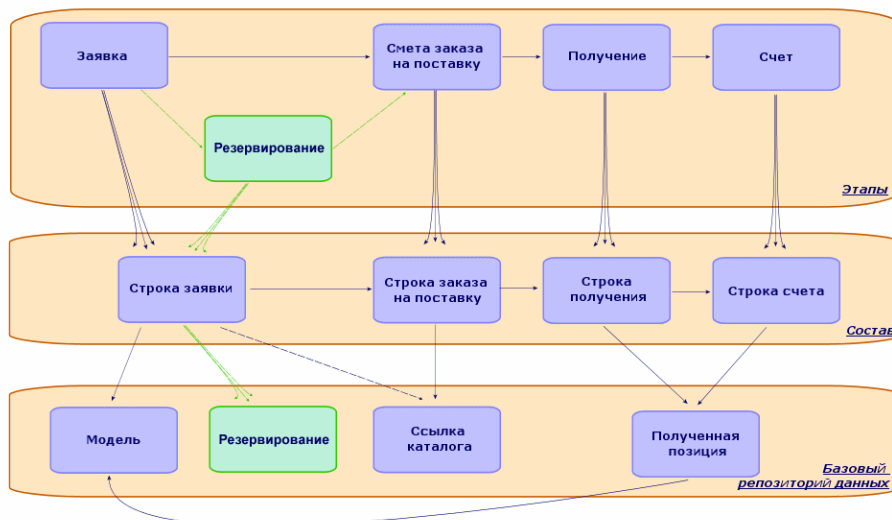 Заявка
Смета заказа
на поставку
Получение
Счет
Резервирование
Этапы
Строка заявки
Строка заказа
на поставку
Строка
получения
Строка счета
Состав
Модель
Резервирование
Ссылка
каталога
Полученная
позиция
Базовый
репозиторий данных